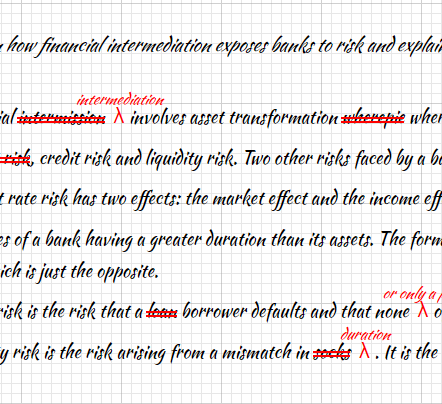 how financial intermediation exposes banks to risk and explain
intermediation
ial intermission λ involves asset transformation wherepie wher
risk, credit risk and liquidity risk. Two other risks faced by a ba
t rate risk has two effects: the market effect and the income eff
es of a bank having a greater duration than its assets. The form
ich is just the opposite.
or only a p
risk is the risk that a loan borrower defaults and that none λ o
duration
y risk is the risk arising from a mismatch in socks λ . It is the